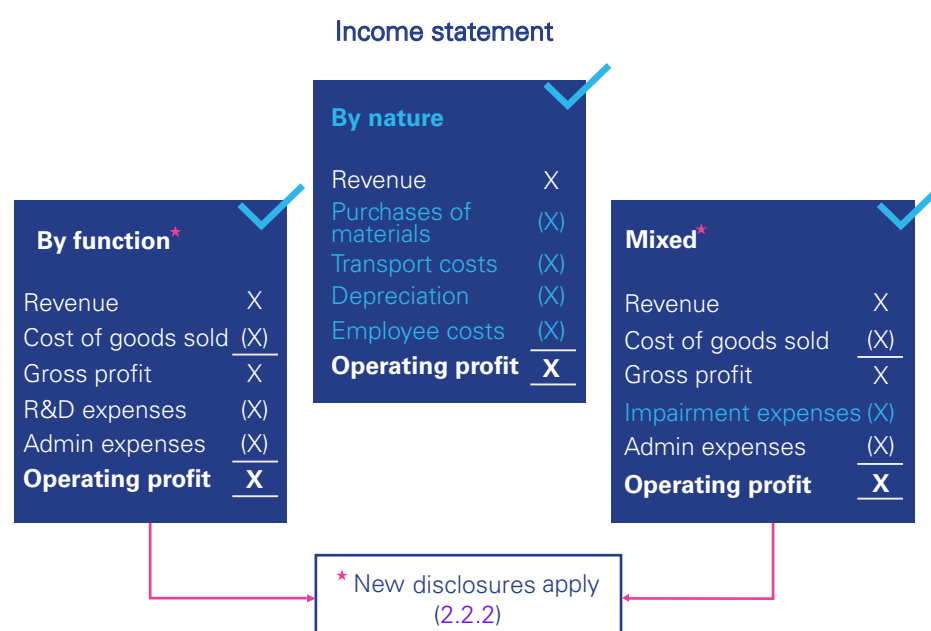 Income statement
By nature
Revenue X
Purchases of
materials (X)
Transport costs (X)
Depreciation (X)
Employee costs (X)
Operating profit X
By function★
Revenue X
Cost of goods sold (X)
Gross profit X
R&D expenses (X)
Admin expenses (X)
Operating profit X
Mixed★
Revenue X
Cost of goods sold (X)
Gross profit X
Impairment expenses (X)
Admin expenses (X)
Operating profit X
★ New disclosures apply
(2.2.2)